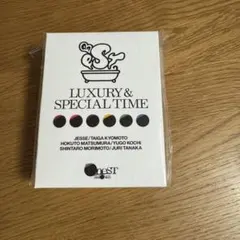 LUXURY &
SPECIAL TIME
JESSE/TAIGA KYOMOTO
HOKUTO MATSUMURA/YUGO KOCHI
SHINTARO MORIMOTO/JURI TANAKA